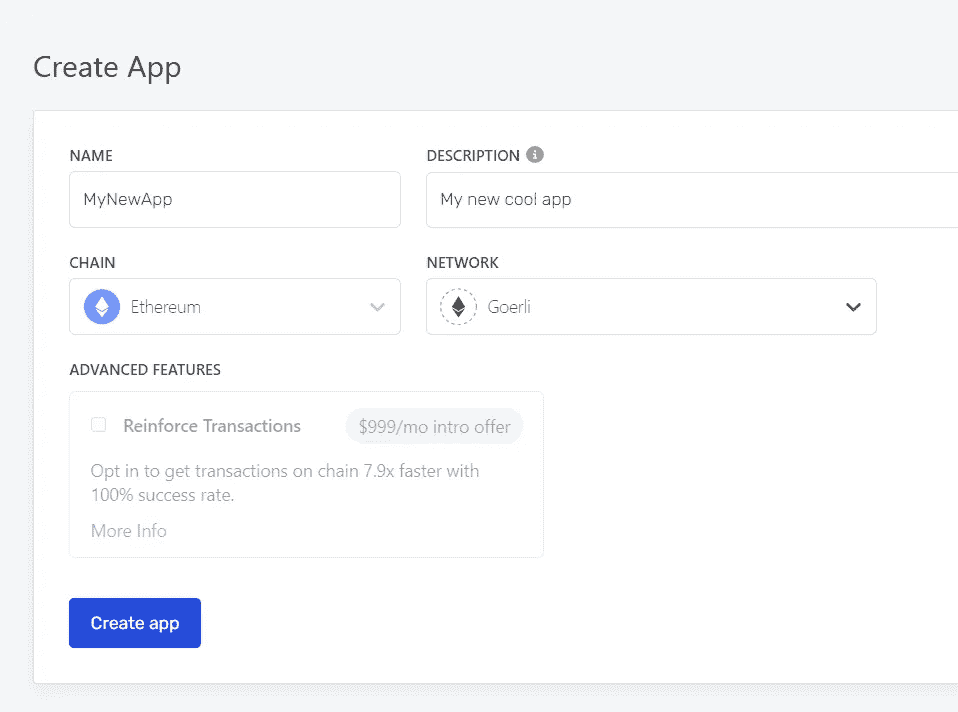 Create App
NAME
DESCRIPTION
MyNewApp
My new cool app
CHAIN
NETWORK
Ethereum
Goerli
ADVANCED FEATURES
Reinforce Transactions
$999/mo intro offer
Opt in to get transactions on chain 7.9x faster with
100% success rate.
More Info
Create app